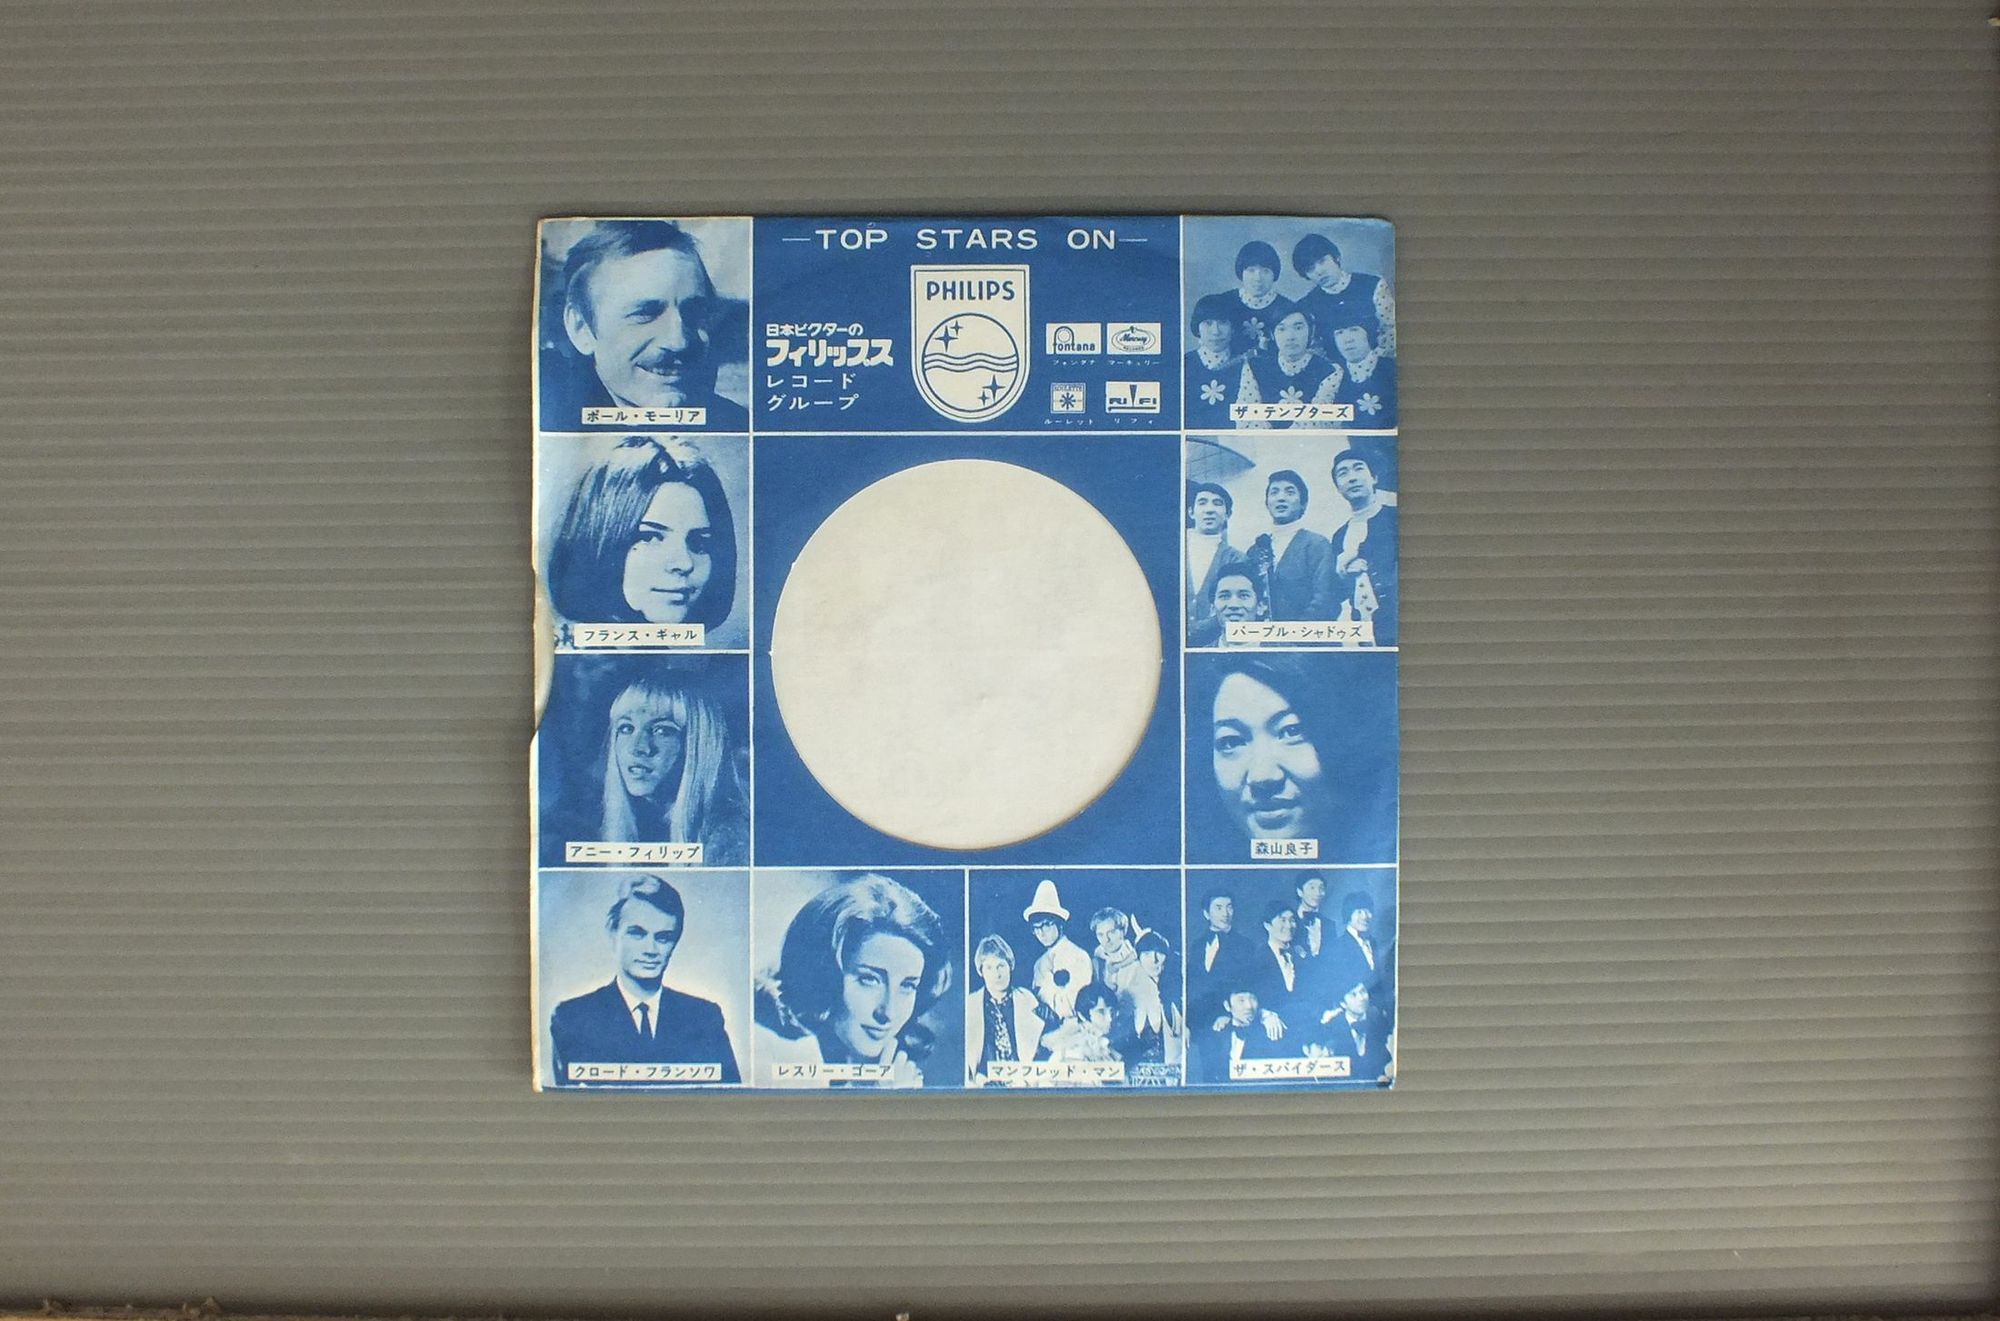 —TOP STARS ON—
PHILIPS
日本ビクターの
フィリップス
レコード
グループ
fontana
フォンタナ
Mercury
RECORDS
マーキュリー
ROULETTE
ルーレット
RI-FI
リフィ
ポール・モーリア
ザ・テンプターズ
フランス・ギャル
パープル・シャドゥズ
アニー・フィリップ
森山良子
クロード・フランソワ
レスリー・ゴーア
マンフレッド・マン
ザ・スパイダース